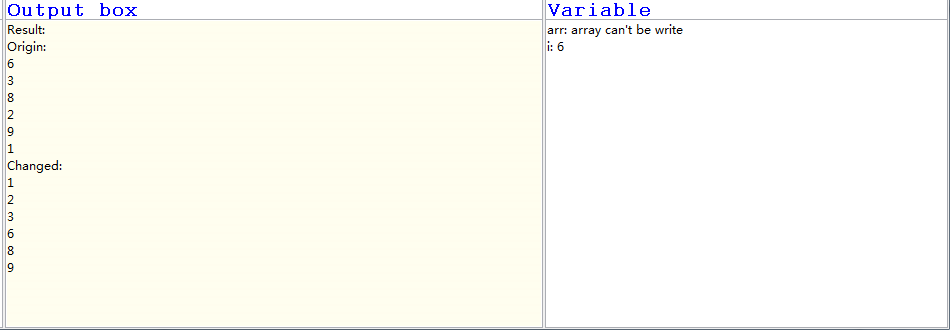 Output box
Result:
Origin:
6
3
8
2
9
1
Changed:
1
2
3
6
8
9
Variable
arr: array can't be write
i: 6